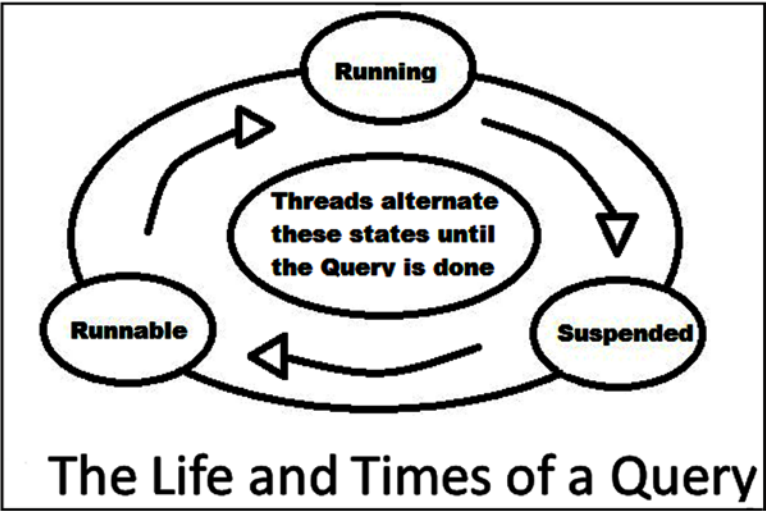 Running
Threads alternate
these states until
the Query is done
Runnable
Suspended
The Life and Times of a Query